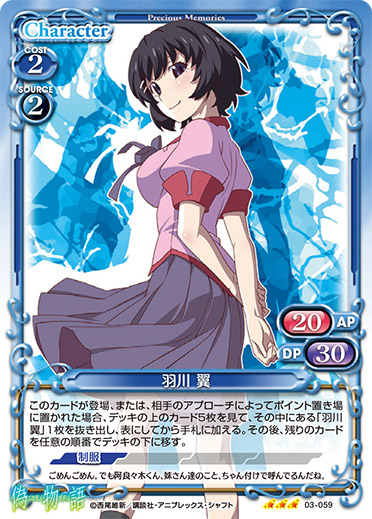 Precious Memories
Character
COST
2
SOURCE
2
20 AP
DP 30
羽川 翼
このカードが登場、または、相手のアプローチによってポイント置き場
に置かれた場合、デッキの上のカード5枚を見て、その中にある「羽川
翼」1枚を抜き出し、表にしてから手札に加える。その後、残りのカード
を任意の順番でデッキの下に移す。
制服
ごめんごめん。でも阿良々木くん、妹さん達のこと、ちゃん付けで呼んでるんだね。
偽物語
©西尾維新／講談社・アニプレックス・シャフト
03-059